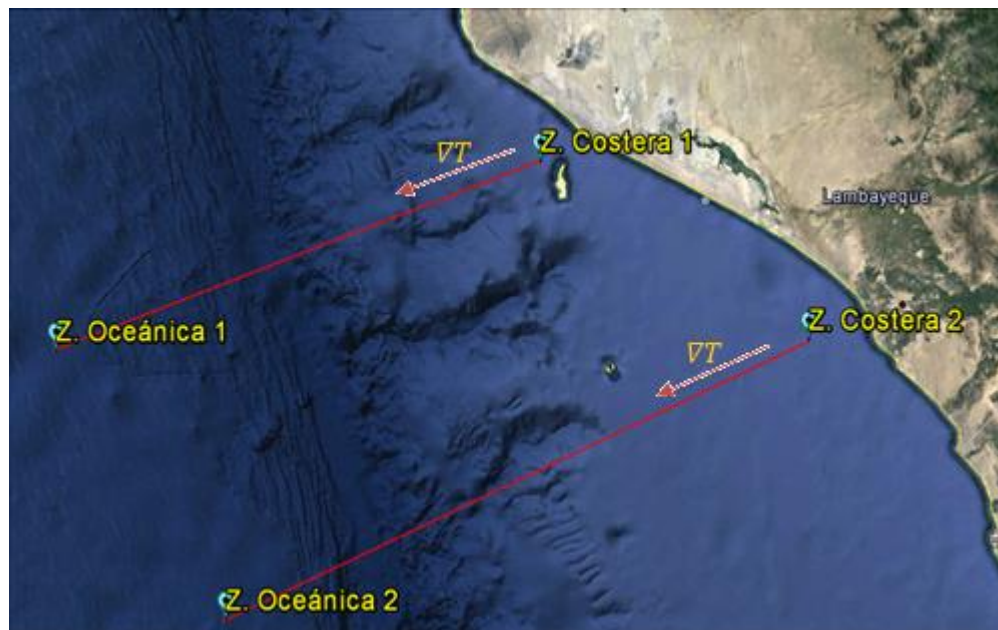 ∇T
Z. Costera 1
Lambayeque
Z. Oceánica 1
Z. Costera 2
∇T
Z. Oceánica 2